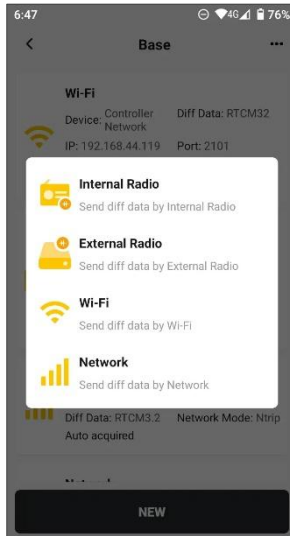 6:47 4G 76%
Base
Wi-Fi
Device: Controller Network Diff Data: RTCM32
IP: 192.168.44.119 Port: 2101
Internal Radio
Send diff data by Internal Radio
External Radio
Send diff data by External Radio
Wi-Fi
Send diff data by Wi-Fi
Network
Send diff data by Network
Diff Data: RTCM3.2 Network Mode: Ntrip
Auto acquired
NEW